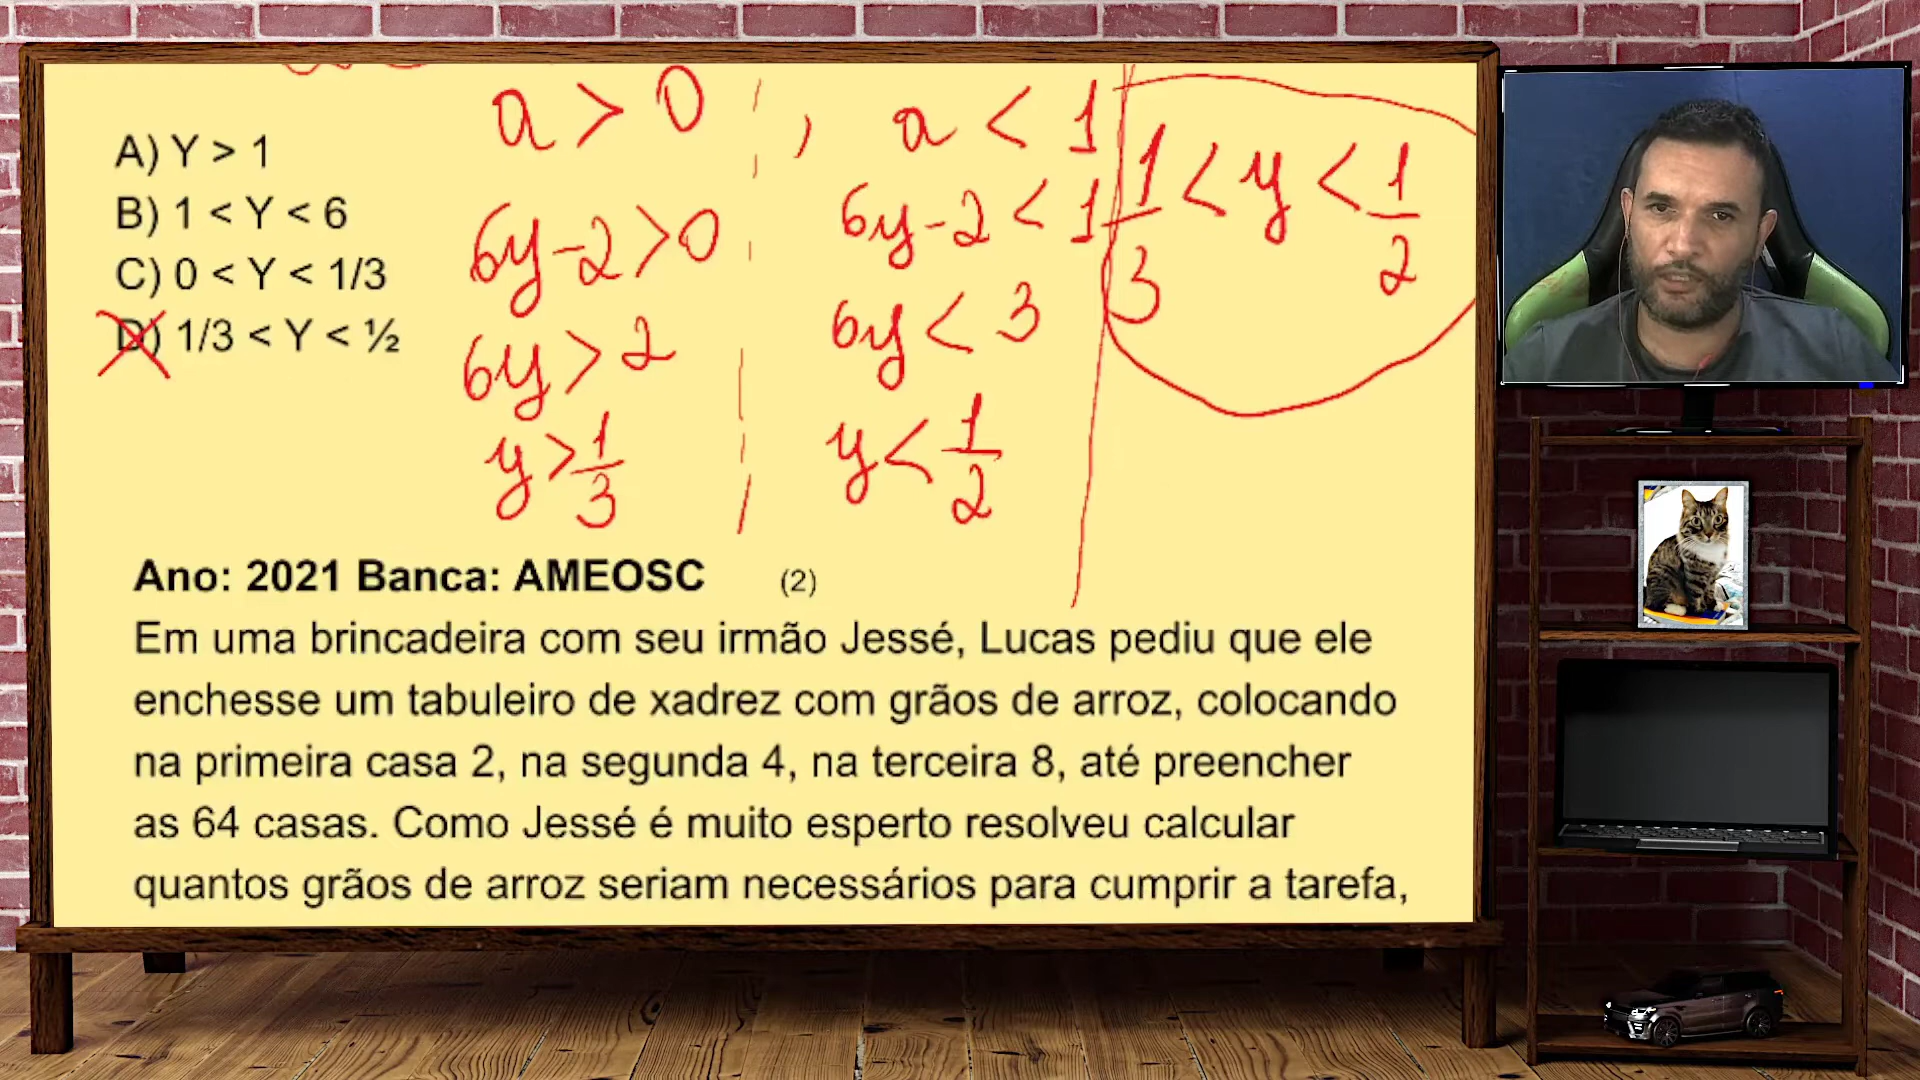 A) Y > 1
B) 1 < Y < 6
C) 0 < Y < 1/3
D) 1/3 < Y < ½
a > 0
6y-2>0
6y > 2
y > 1/3
, a < 1
6y-2 < 1
6y < 3
y < 1/2
1/3 < y < 1/2
Ano: 2021 Banca: AMEOSC (2)
Em uma brincadeira com seu irmão Jessé, Lucas pediu que ele
enchesse um tabuleiro de xadrez com grãos de arroz, colocando
na primeira casa 2, na segunda 4, na terceira 8, até preencher
as 64 casas. Como Jessé é muito esperto resolveu calcular
quantos grãos de arroz seriam necessários para cumprir a tarefa,